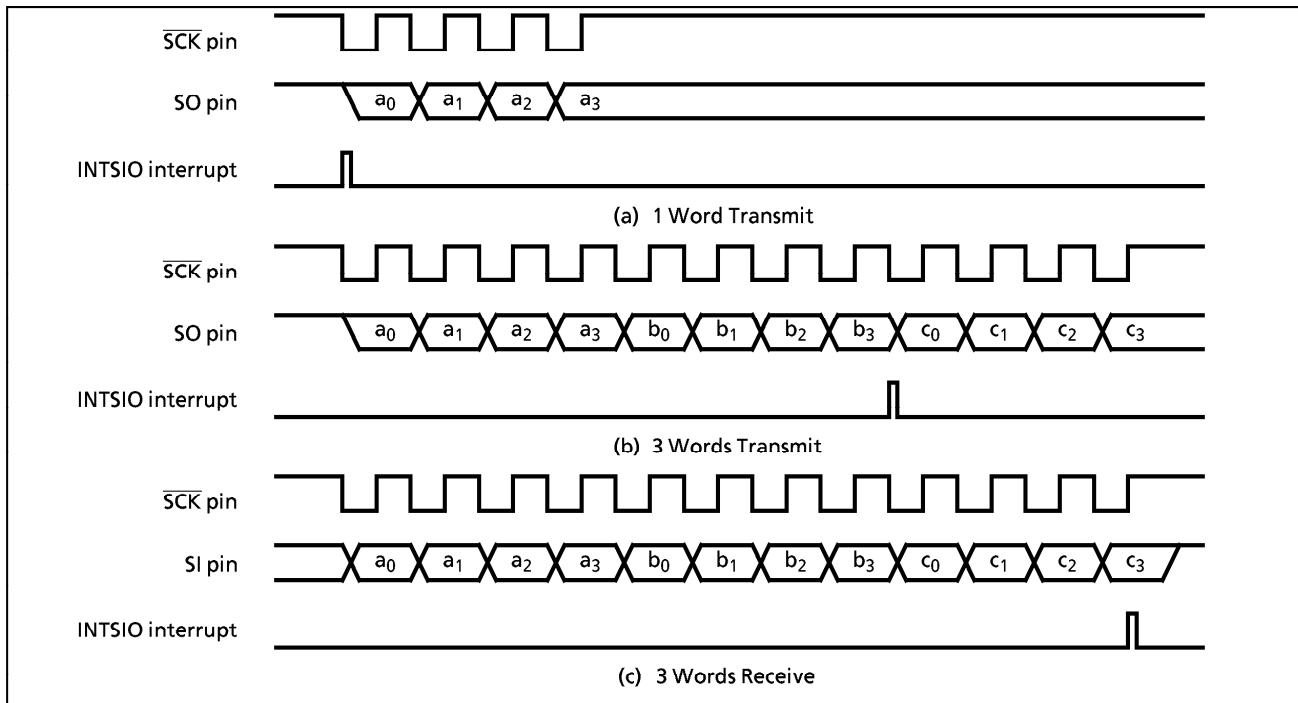 SCK pin
SO pin
a0 a1 a2 a3
INTSIO interrupt
(a) 1 Word Transmit
SCK pin
SO pin
a0 a1 a2 a3 b0 b1 b2 b3 c0 c1 c2 c3
INTSIO interrupt
(b) 3 Words Transmit
SCK pin
SI pin
a0 a1 a2 a3 b0 b1 b2 b3 c0 c1 c2 c3
INTSIO interrupt
(c) 3 Words Receive